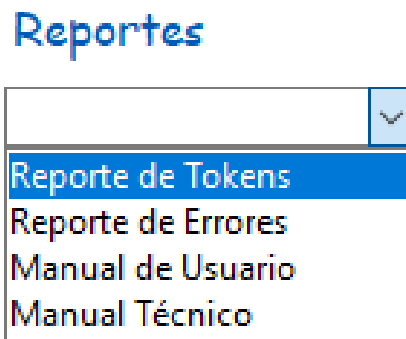 Reportes
Reporte de Tokens
Reporte de Errores
Manual de Usuario
Manual Técnico